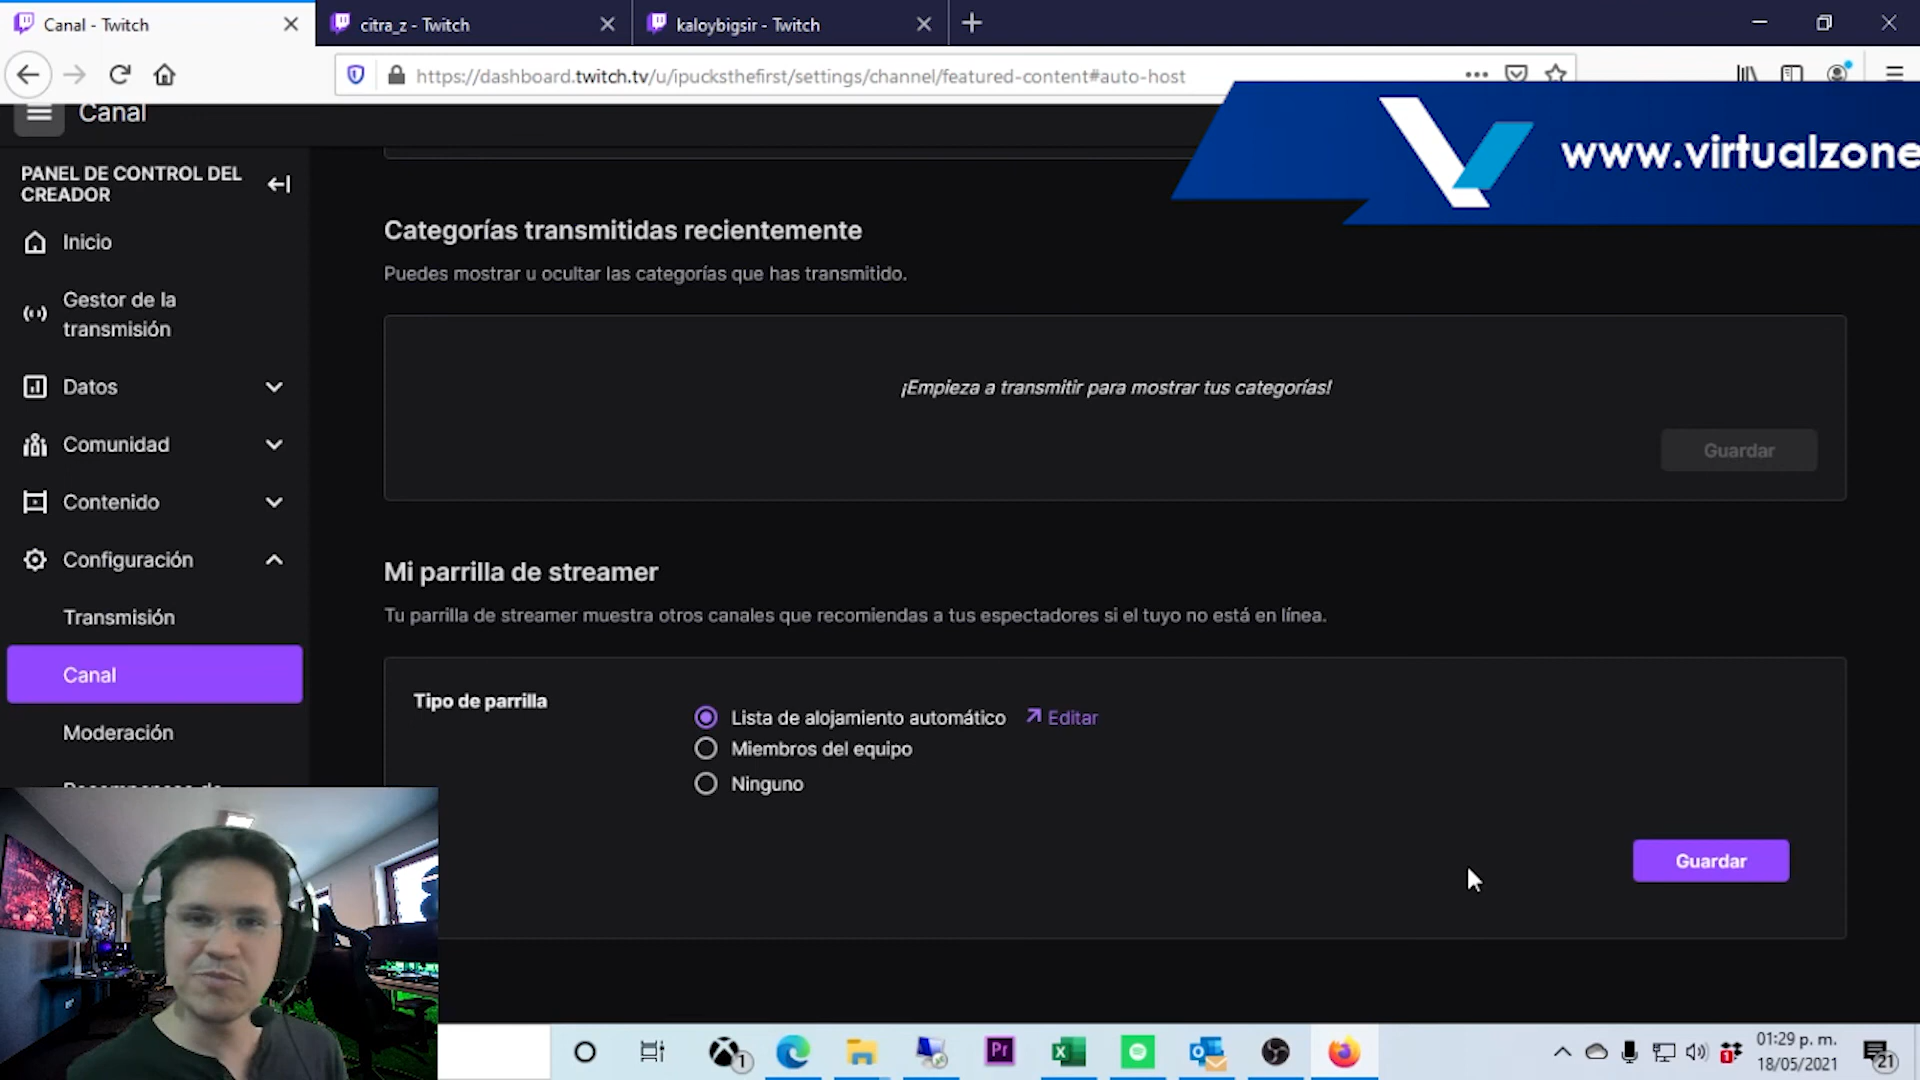 Canal - Twitch
citra_z - Twitch
kaloybigsir - Twitch
https://dashboard.twitch.tv/u/ipucksthefirst/settings/channel/featured-content#auto-host
www.virtualzone
Canal
PANEL DE CONTROL DEL
CREADOR
Inicio
Gestor de la
transmisión
Datos
Comunidad
Contenido
Configuración
Transmisión
Canal
Moderación
Categorías transmitidas recientemente
Puedes mostrar u ocultar las categorías que has transmitido.
¡Empieza a transmitir para mostrar tus categorías!
Guardar
Mi parrilla de streamer
Tu parrilla de streamer muestra otros canales que recomiendas a tus espectadores si el tuyo no está en línea.
Tipo de parrilla
Lista de alojamiento automático
Editar
Miembros del equipo
Ninguno
Guardar
1
Pr
1
01:29 p. m.
18/05/2021
21